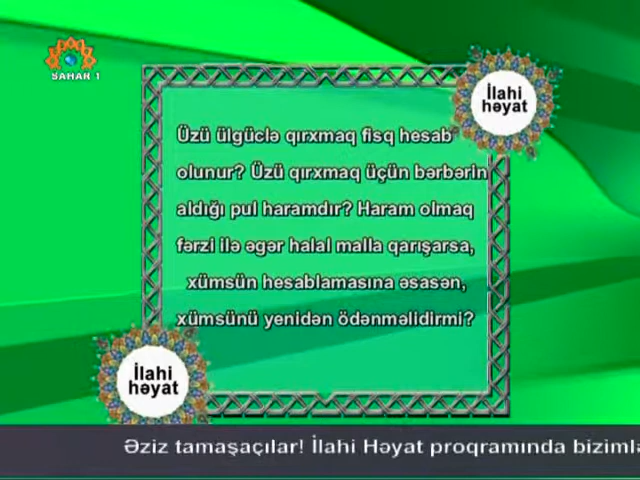 SAHAR 1
İlahi
həyat
Üzü ülgüclə qırxmaq fisq hesab
olunur? Üzü qırxmaq üçün bərbərin
aldığı pul haramdır? Haram olmaq
fərzi ilə əgər halal malla qarışarsa,
xümsün hesablamasına əsasən,
xümsünü yenidən ödənməlidirmi?
İlahi
həyat
Əziz tamaşaçılar! İlahi Həyat proqramında bizimlə